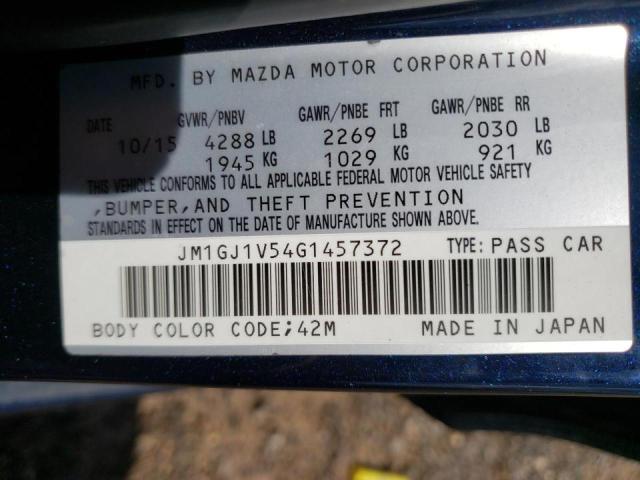 MFD. BY MAZDA MOTOR CORPORATION
DATE GVWR/PNBV GAWR/PNBE FRT GAWR/PNBE RR
10/15 4288 LB 2269 LB 2030 LB
1945 KG 1029 KG 921 KG
THIS VEHICLE CONFORMS TO ALL APPLICABLE FEDERAL MOTOR VEHICLE SAFETY
,BUMPER,AND THEFT PREVENTION
STANDARDS IN EFFECT ON THE DATE OF MANUFACTURE SHOWN ABOVE.
JM1GJ1V54G1457372 TYPE: PASS CAR
BODY COLOR CODE;42M MADE IN JAPAN